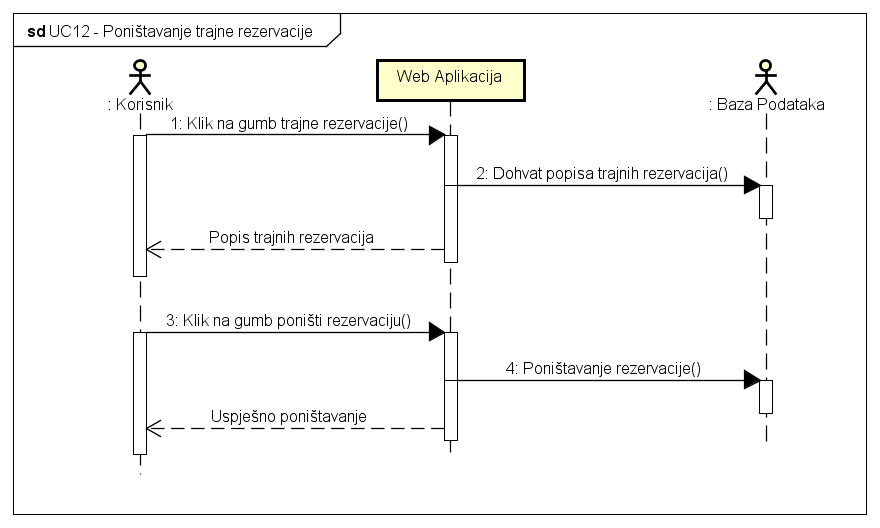 sd UC12 - Poništavanje trajne rezervacije
: Korisnik
Web Aplikacija
: Baza Podataka
1: Klik na gumb trajne rezervacije()
2: Dohvat popisa trajnih rezervacija()
Popis trajnih rezervacija
3: Klik na gumb poništi rezervaciju()
4: Poništavanje rezervacije()
Uspješno poništavanje